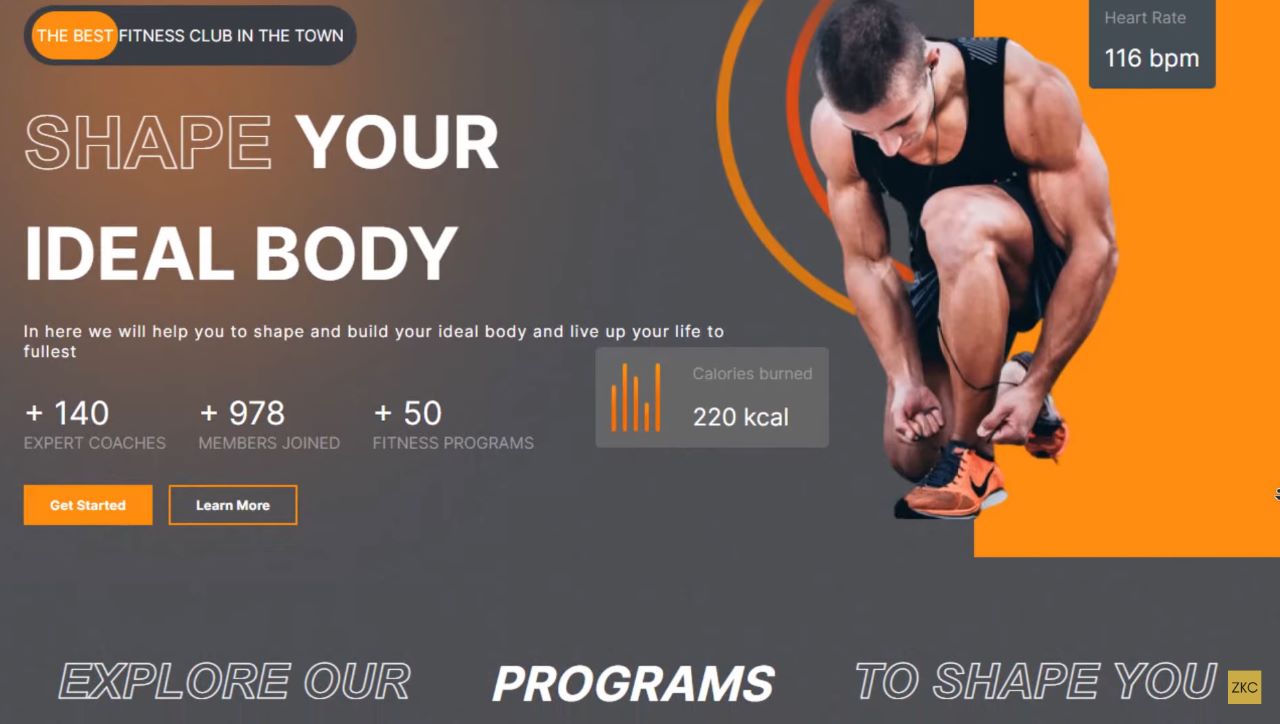 THE BEST FITNESS CLUB IN THE TOWN
Heart Rate
116 bpm
SHAPE YOUR
IDEAL BODY
In here we will help you to shape and build your ideal body and live up your life to
fullest
Calories burned
220 kcal
+ 140
EXPERT COACHES
+ 978
MEMBERS JOINED
+ 50
FITNESS PROGRAMS
Get Started
Learn More
EXPLORE OUR PROGRAMS TO SHAPE YOU
ZKC